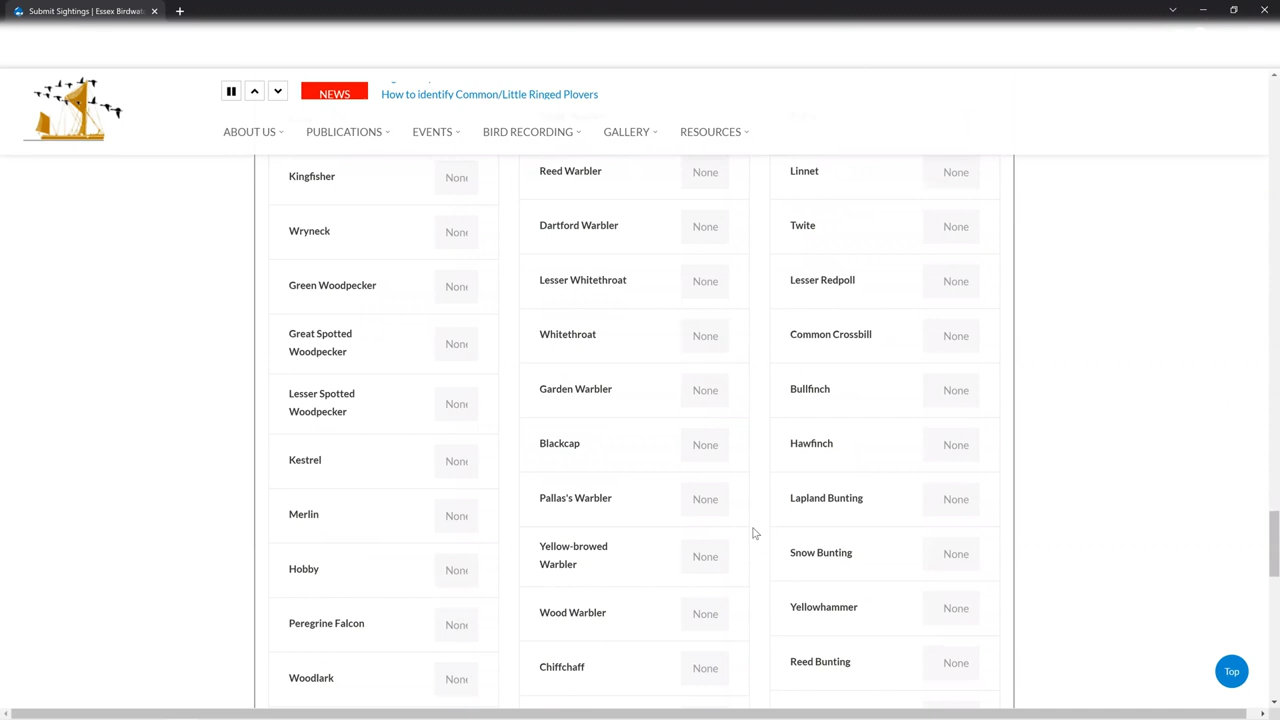 Submit Sightings | Essex Birdwat
NEWS
How to identify Common/Little Ringed Plovers
ABOUT US
PUBLICATIONS
EVENTS
BIRD RECORDING
GALLERY
RESOURCES
Kingfisher
None
Wryneck
None
Green Woodpecker
None
Great Spotted
Woodpecker
None
Lesser Spotted
Woodpecker
None
Kestrel
None
Merlin
None
Hobby
None
Peregrine Falcon
None
Woodlark
None
Reed Warbler
None
Dartford Warbler
None
Lesser Whitethroat
None
Whitethroat
None
Garden Warbler
None
Blackcap
None
Pallas's Warbler
None
Yellow-browed
Warbler
None
Wood Warbler
None
Chiffchaff
None
Linnet
None
Twite
None
Lesser Redpoll
None
Common Crossbill
None
Bullfinch
None
Hawfinch
None
Lapland Bunting
None
Snow Bunting
None
Yellowhammer
None
Reed Bunting
None
Top